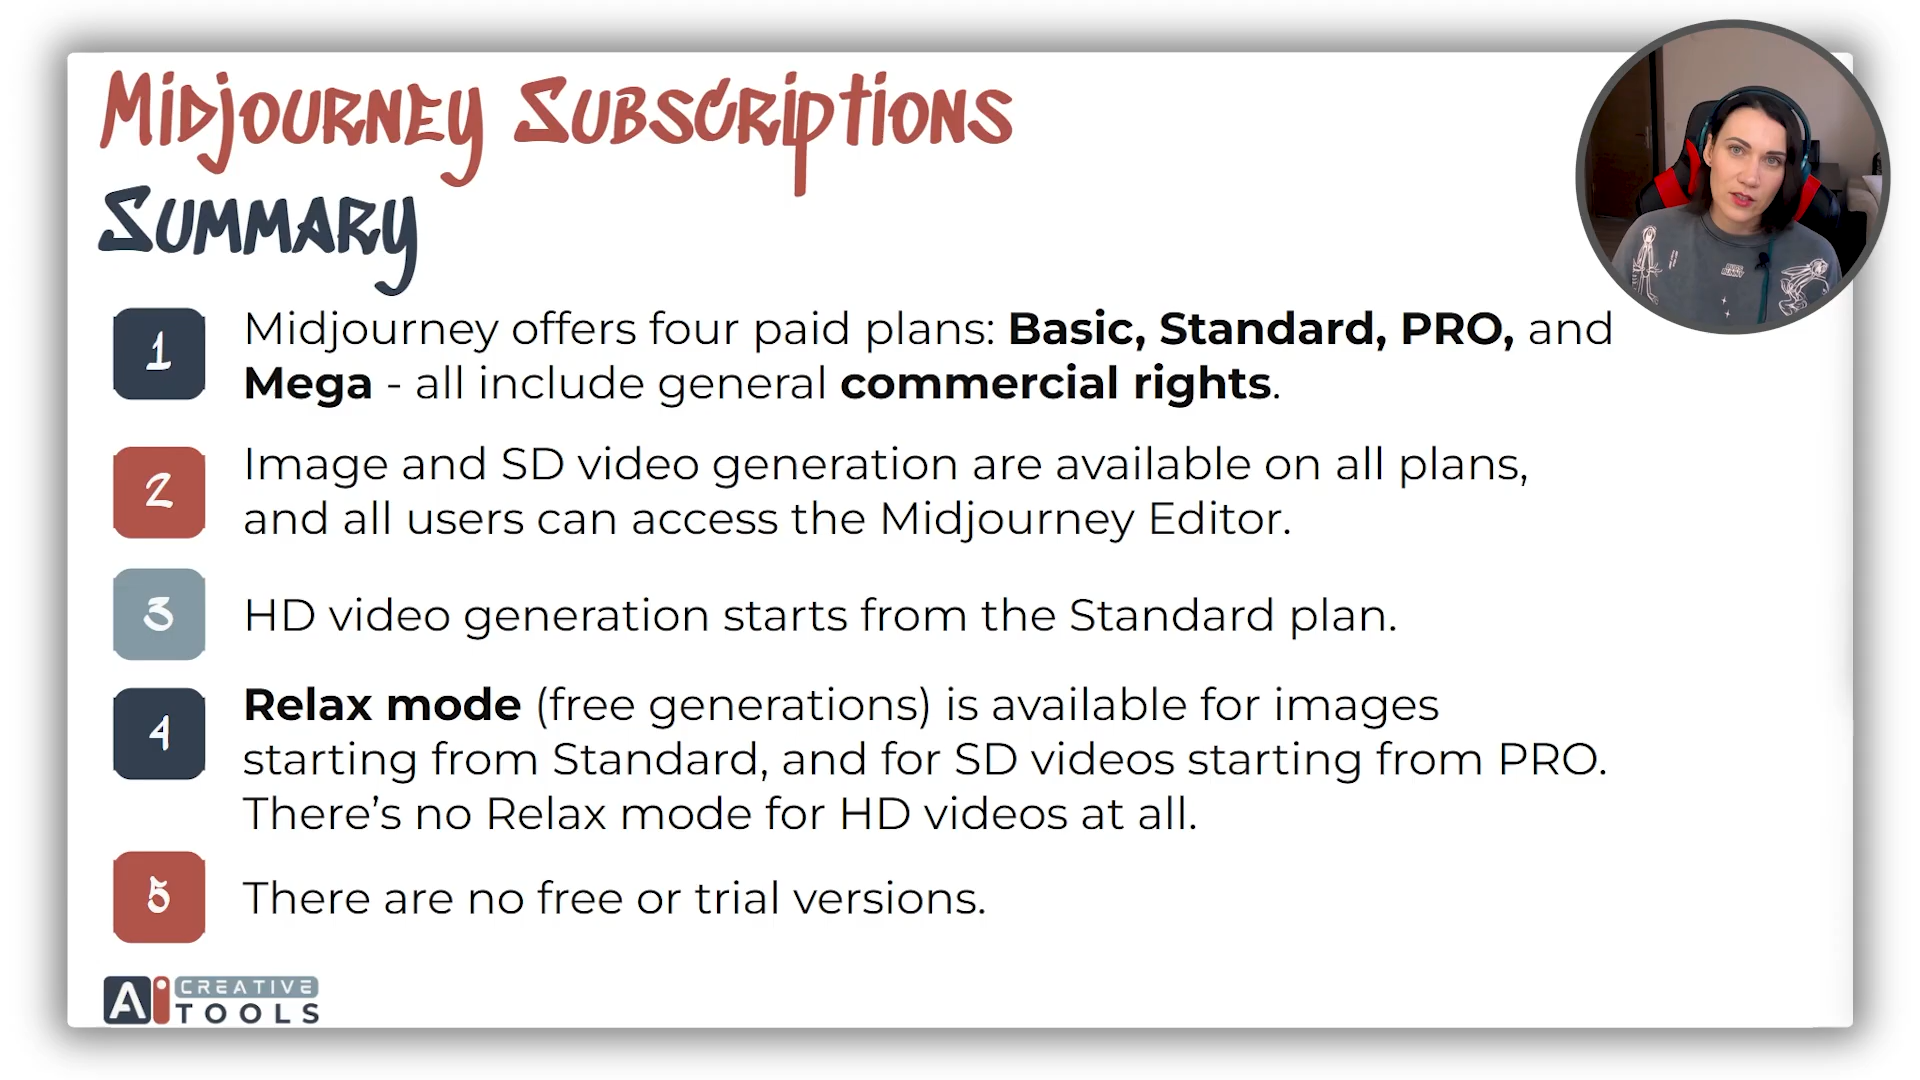 Midjourney Subscriptions
Summary
1
Midjourney offers four paid plans: Basic, Standard, PRO, and
Mega - all include general commercial rights.
2
Image and SD video generation are available on all plans,
and all users can access the Midjourney Editor.
3
HD video generation starts from the Standard plan.
4
Relax mode (free generations) is available for images
starting from Standard, and for SD videos starting from PRO.
There’s no Relax mode for HD videos at all.
5
There are no free or trial versions.
Ai CREATIVE
TOOLS